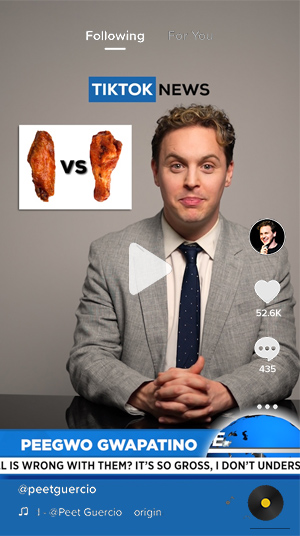 Following For You
TIKTOK NEWS
VS
52.6K
435
PEEGWO GWAPATINO
L IS WRONG WITH THEM? IT'S SO GROSS, I DON'T UNDERS
@peetguercio
l - @Peet Guercio origin